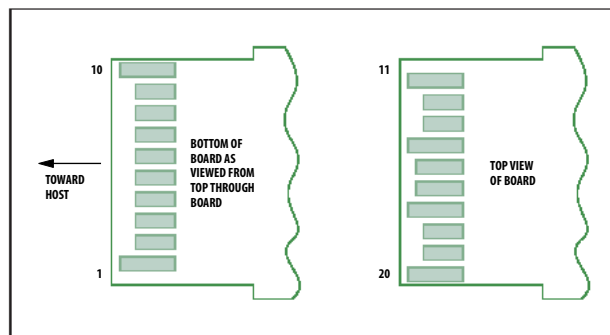 10
BOTTOM OF
BOARD AS
VIEWED FROM
TOP THROUGH
BOARD
TOWARD
HOST
1
11
TOP VIEW
OF BOARD
20